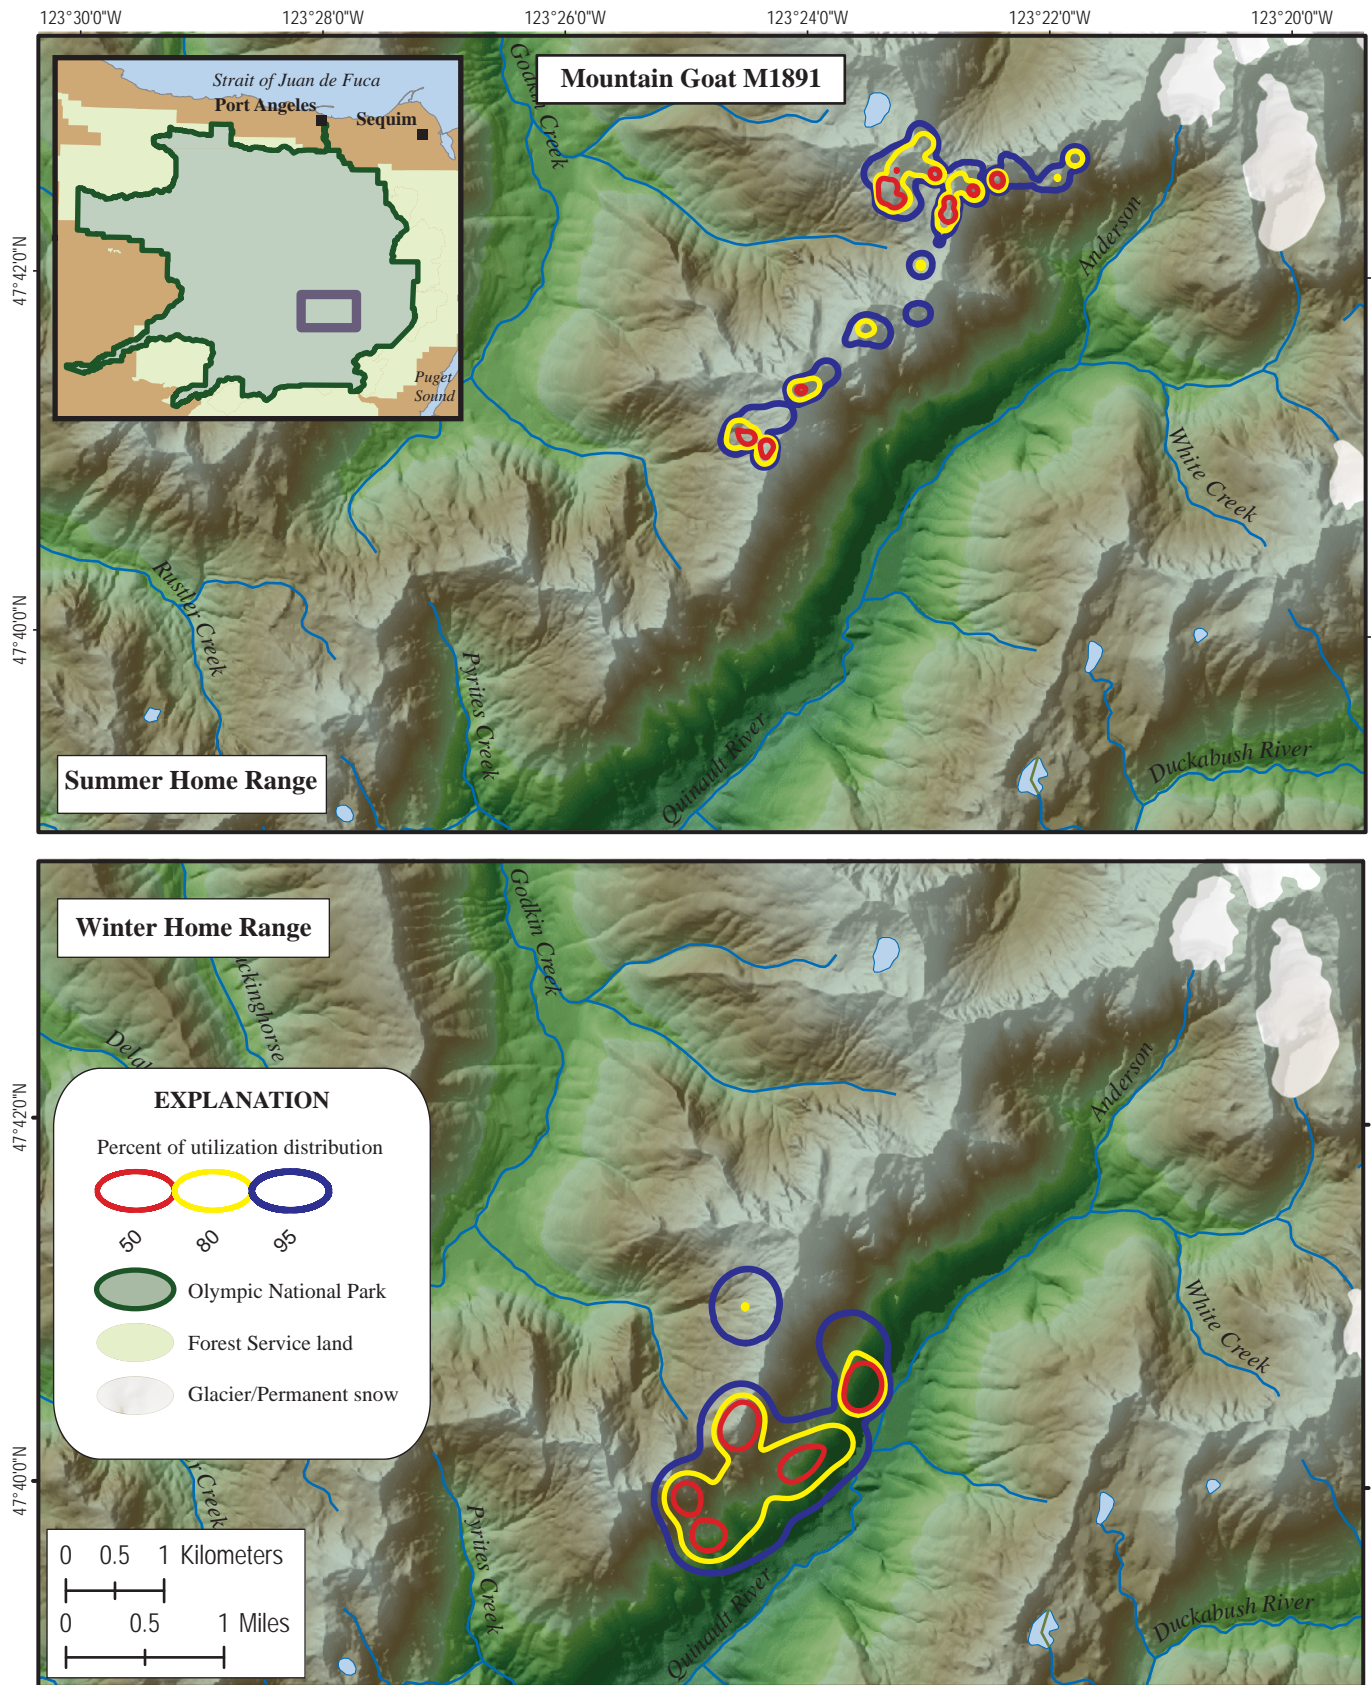 123°30'0"W 123°28'0"W 123°26'0"W 123°24'0"W 123°22'0"W 123°20'0"W
Mountain Goat M1891
Strait of Juan de Fuca
Port Angeles
Sequim
Puget
Sound
Godkin Creek
Anderson
47°42'0"N
White Creek
Rustler Creek
47°40'0"N
Pyrites Creek
Quinault River
Duckabush River
Summer Home Range
Winter Home Range
Godkin Creek
uckinghorse
Delab
Anderson
47°42'0"N
EXPLANATION
Percent of utilization distribution
50 80 95
Olympic National Park
Forest Service land
Glacier/Permanent snow
White Creek
47°40'0"N
r Creek
Pyrites Creek
Quinault River
Duckabush River
0 0.5 1 Kilometers
0 0.5 1 Miles